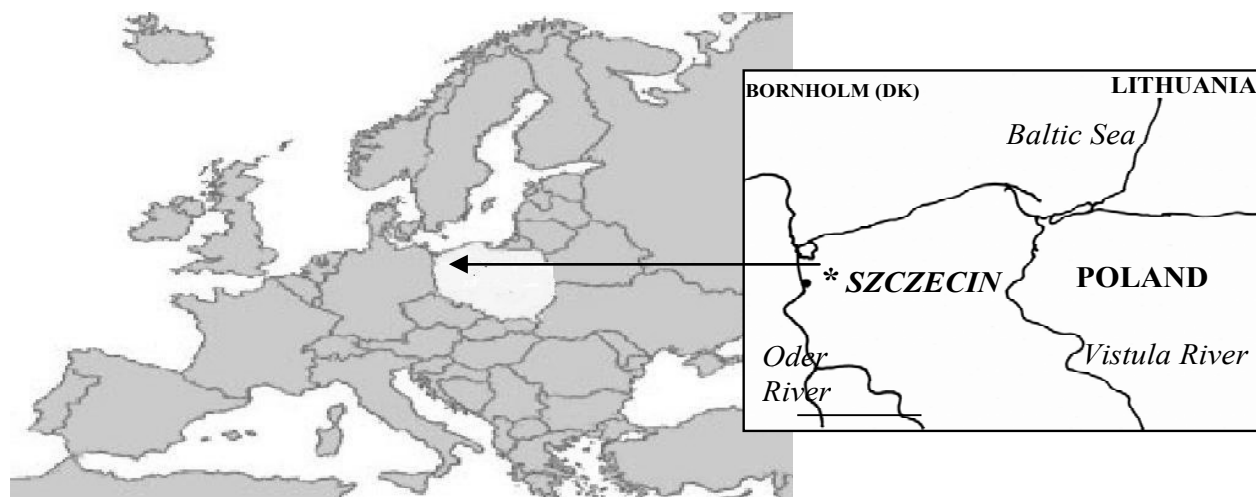 BORNHOLM (DK)
LITHUANIA
Baltic Sea
* SZCZECIN
POLAND
Oder
River
Vistula River